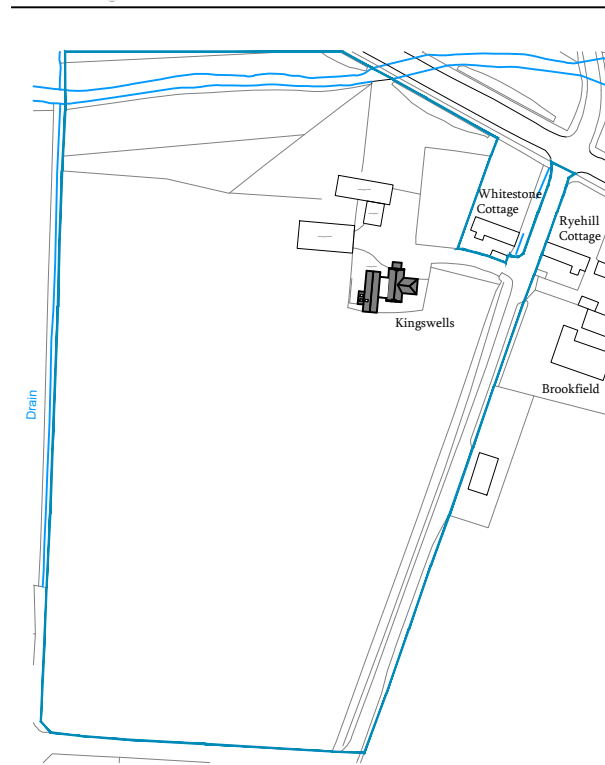 Whitestone
Cottage
Ryehill
Cottage
Kingswells
Brookfield
Drain